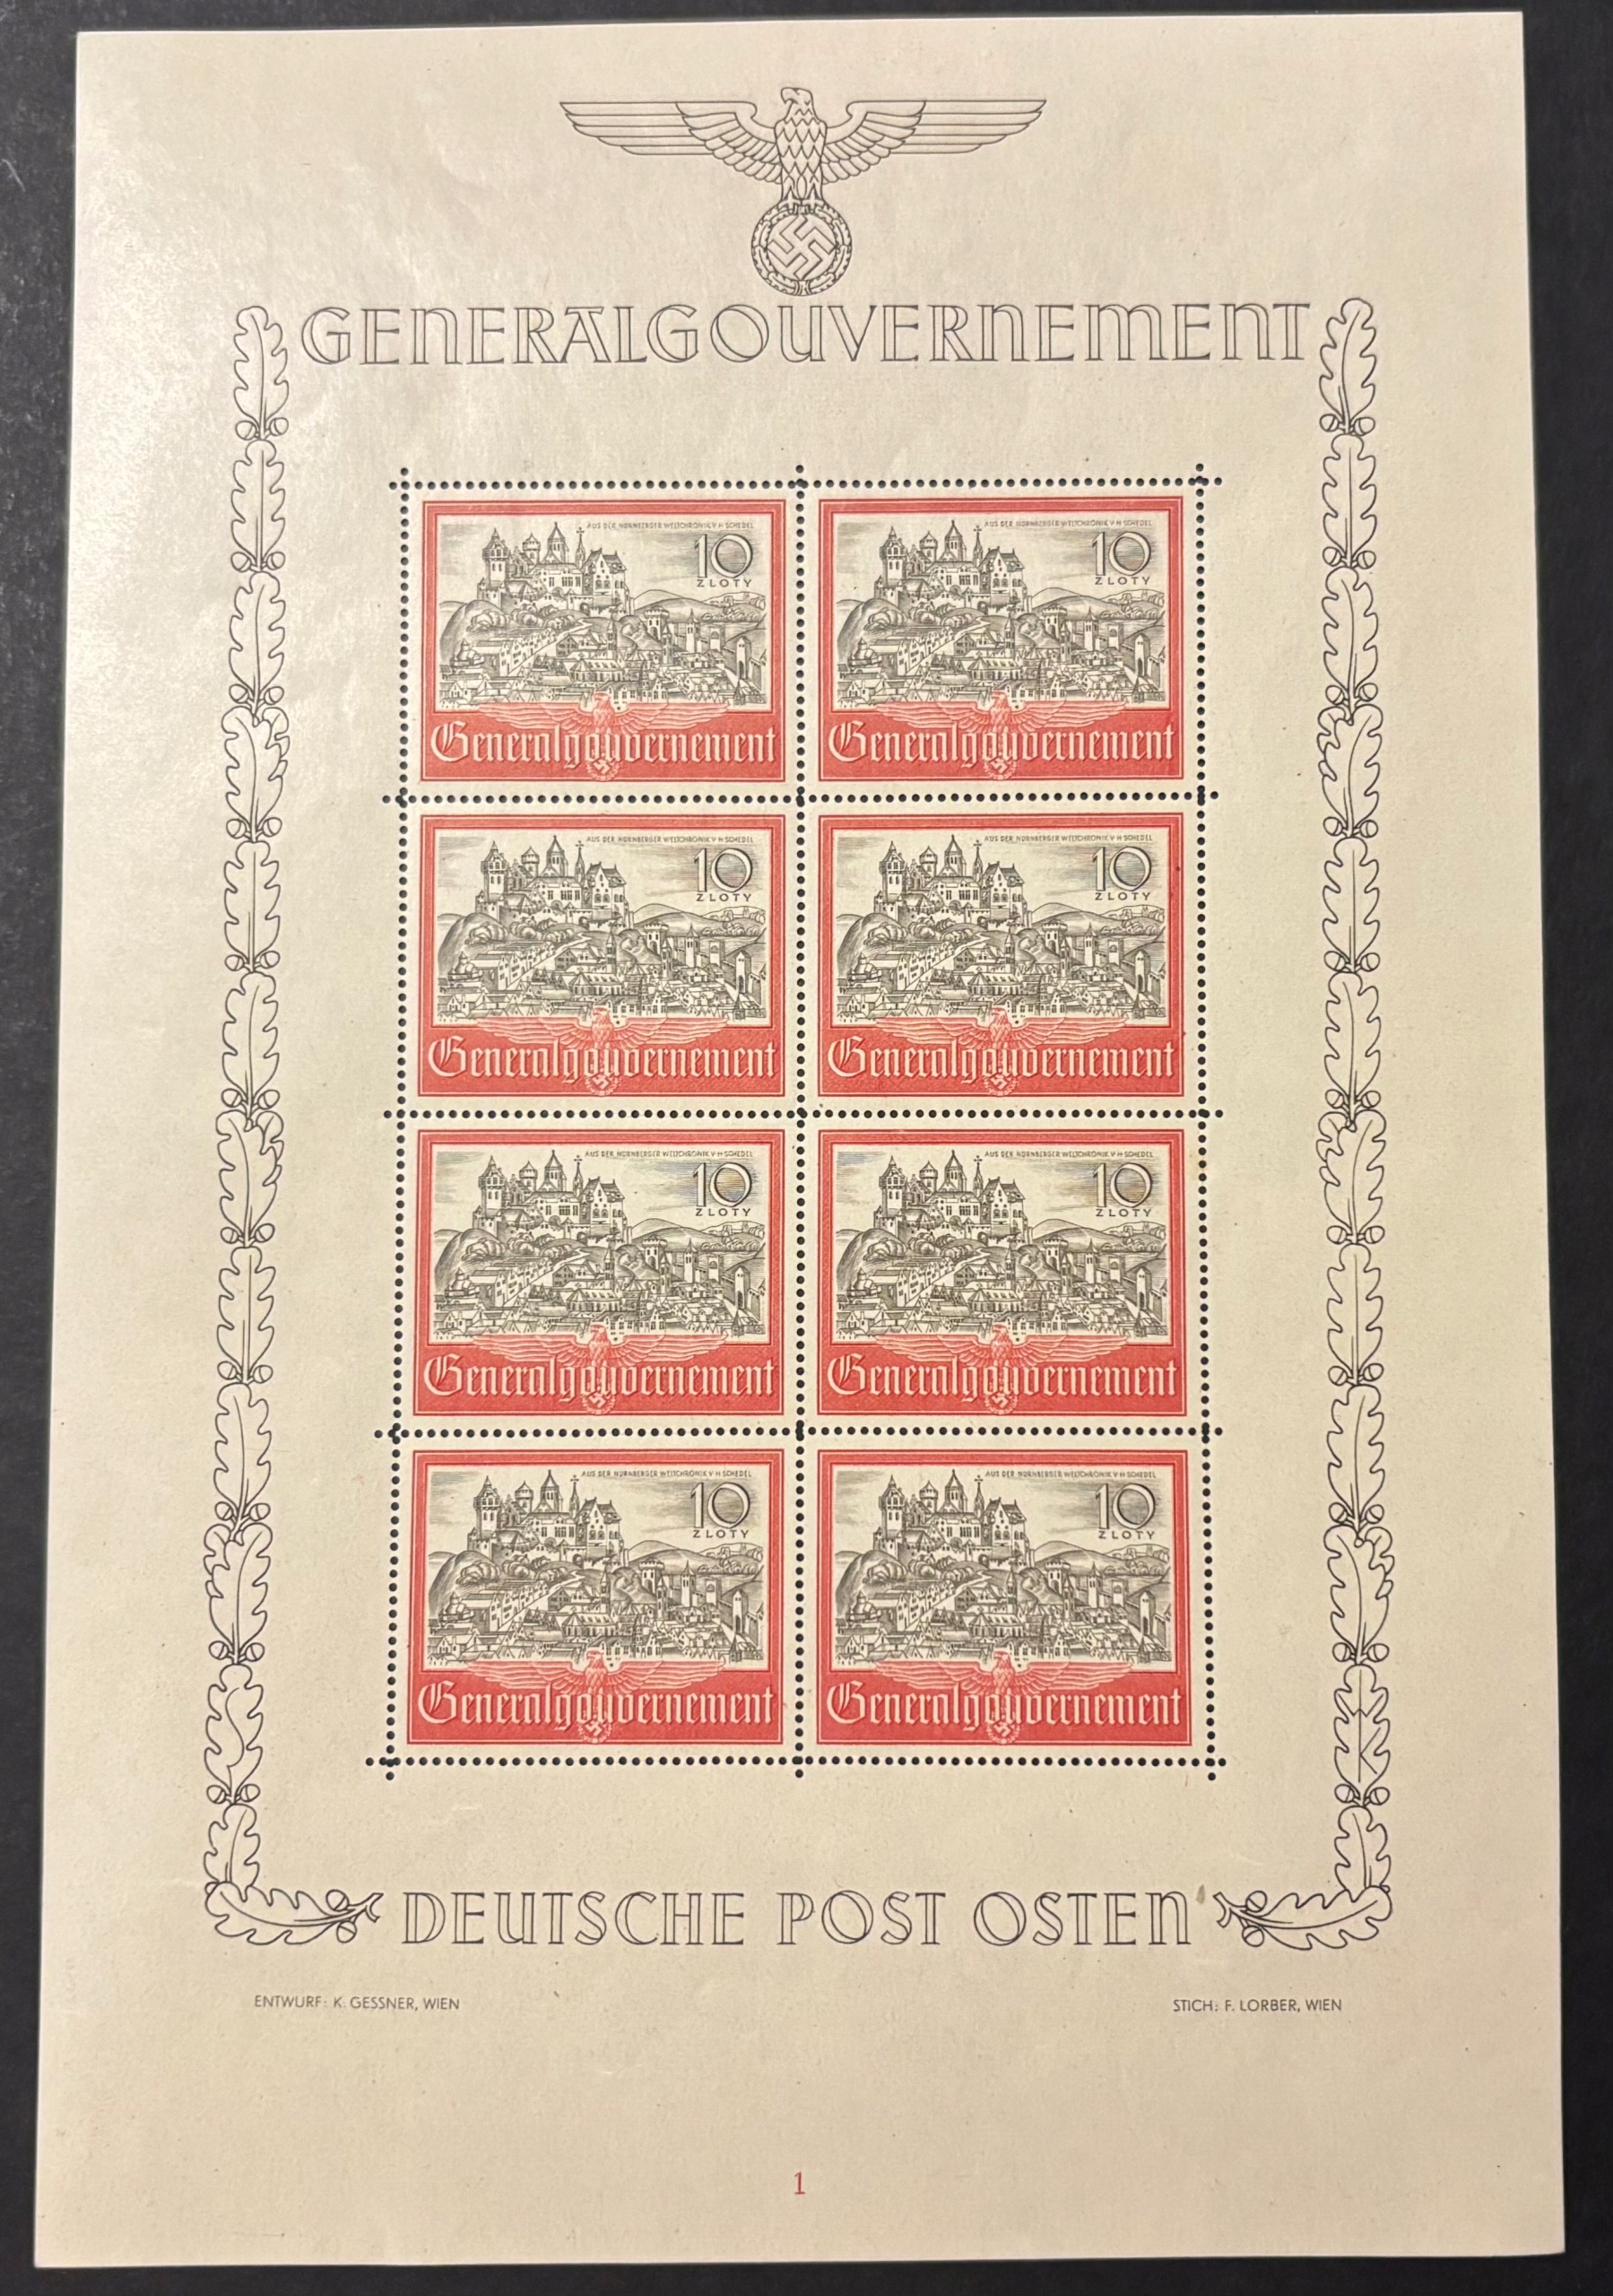 GENERALGOUVERNEMENT
AUS DER NÜRNBERGER WELTCHRONIK V H SCHEDEL
10
ZLOTY
Generalgouvernement
AUS DER NÜRNBERGER WELTCHRONIK V H SCHEDEL
10
ZLOTY
Generalgouvernement
AUS DER NÜRNBERGER WELTCHRONIK V H SCHEDEL
10
ZLOTY
Generalgouvernement
AUS DER NÜRNBERGER WELTCHRONIK V H SCHEDEL
10
ZLOTY
Generalgouvernement
AUS DER NÜRNBERGER WELTCHRONIK V H SCHEDEL
10
ZLOTY
Generalgouvernement
AUS DER NÜRNBERGER WELTCHRONIK V H SCHEDEL
10
ZLOTY
Generalgouvernement
AUS DER NÜRNBERGER WELTCHRONIK V H SCHEDEL
10
ZLOTY
Generalgouvernement
AUS DER NÜRNBERGER WELTCHRONIK V H SCHEDEL
10
ZLOTY
Generalgouvernement
DEUTSCHE POST OSTEN
ENTWURF: K. GESSNER, WIEN
STICH: F. LORBER, WIEN
1